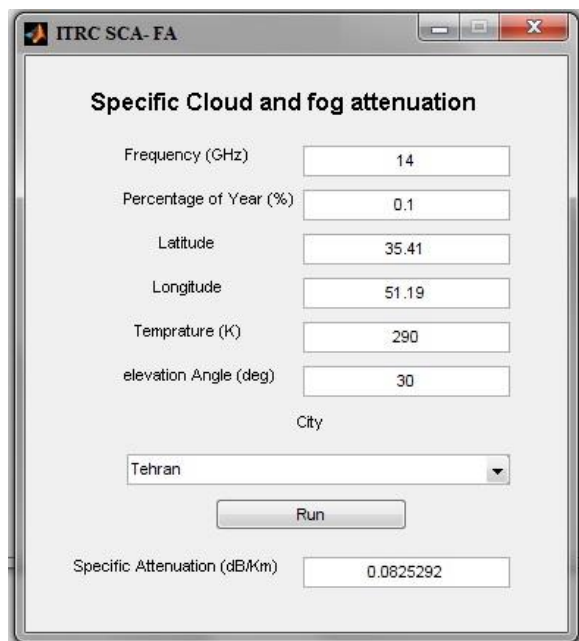 ITRC SCA- FA
Specific Cloud and fog attenuation
Frequency (GHz) 14
Percentage of Year (%) 0.1
Latitude 35.41
Longitude 51.19
Temprature (K) 290
elevation Angle (deg) 30
City
Tehran
Run
Specific Attenuation (dB/Km) 0.0825292